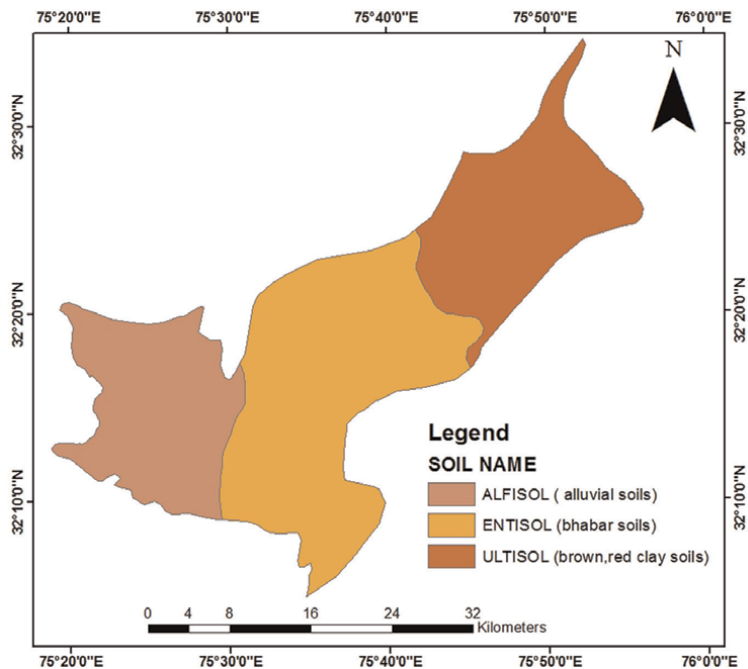 75°20'0"E 75°30'0"E 75°40'0"E 75°50'0"E 76°0'0"E
N
32°30'0"N 32°30'0"N
32°20'0"N 32°20'0"N
32°10'0"N 32°10'0"N
Legend
SOIL NAME
ALFISOL ( alluvial soils)
ENTISOL (bhabar soils)
ULTISOL (brown,red clay soils)
0 4 8 16 24 32
Kilometers
75°20'0"E 75°30'0"E 75°40'0"E 75°50'0"E 76°0'0"E